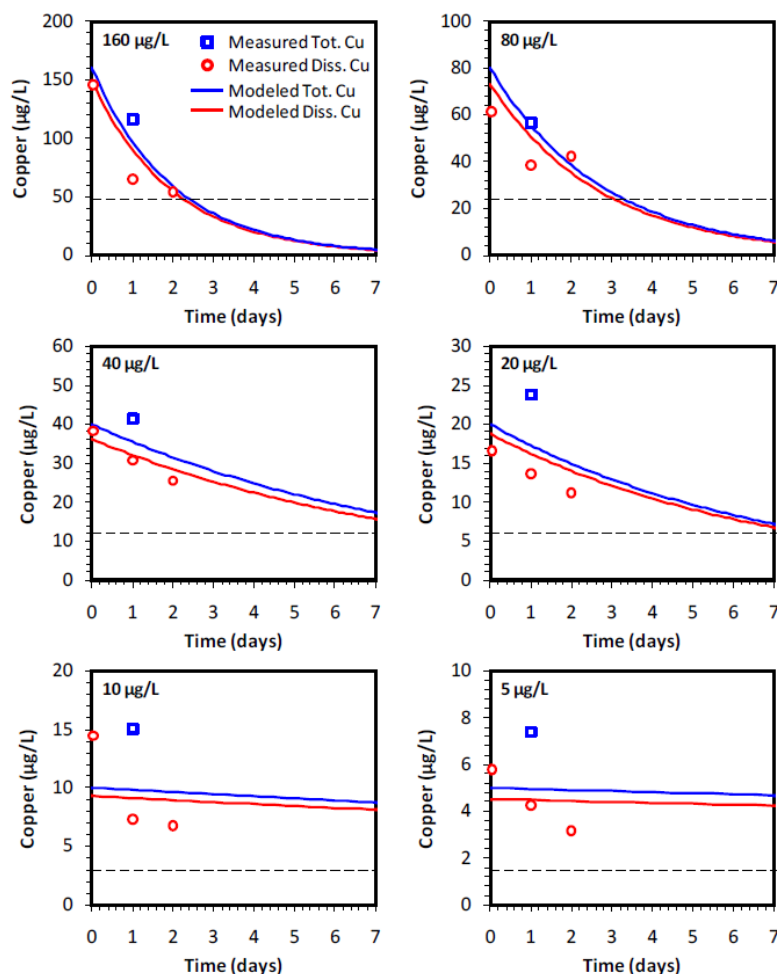 160 µg/L
Measured Tot. Cu
Measured Diss. Cu
Modeled Tot. Cu
Modeled Diss. Cu
Copper (µg/L)
200
150
100
50
0
0 1 2 3 4 5 6 7
Time (days)
80 µg/L
Copper (µg/L)
100
80
60
40
20
0
0 1 2 3 4 5 6 7
Time (days)
40 µg/L
Copper (µg/L)
60
50
40
30
20
10
0
0 1 2 3 4 5 6 7
Time (days)
20 µg/L
Copper (µg/L)
30
25
20
15
10
5
0
0 1 2 3 4 5 6 7
Time (days)
10 µg/L
Copper (µg/L)
20
15
10
5
0
0 1 2 3 4 5 6 7
Time (days)
5 µg/L
Copper (µg/L)
10
8
6
4
2
0
0 1 2 3 4 5 6 7
Time (days)